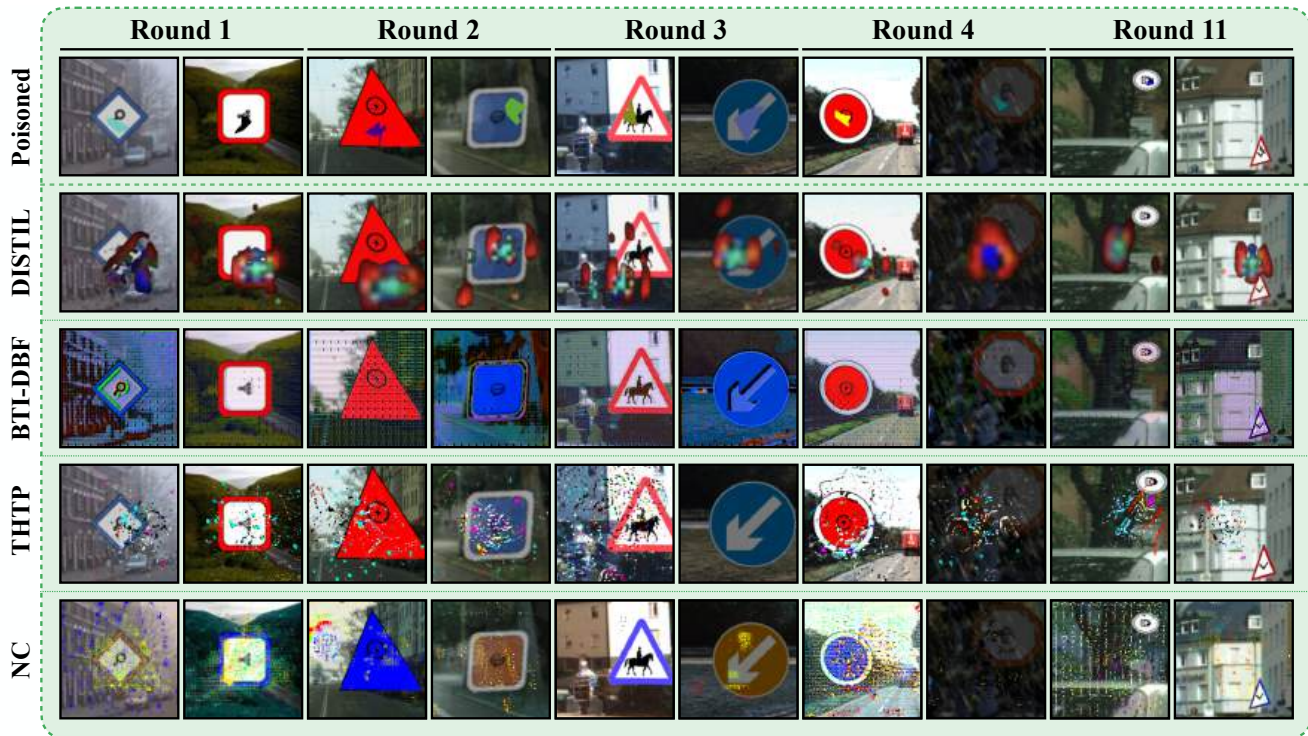 Round 1 Round 2 Round 3 Round 4 Round 11
Poisoned
DISTIL
BTI-DBF
THTP
NC